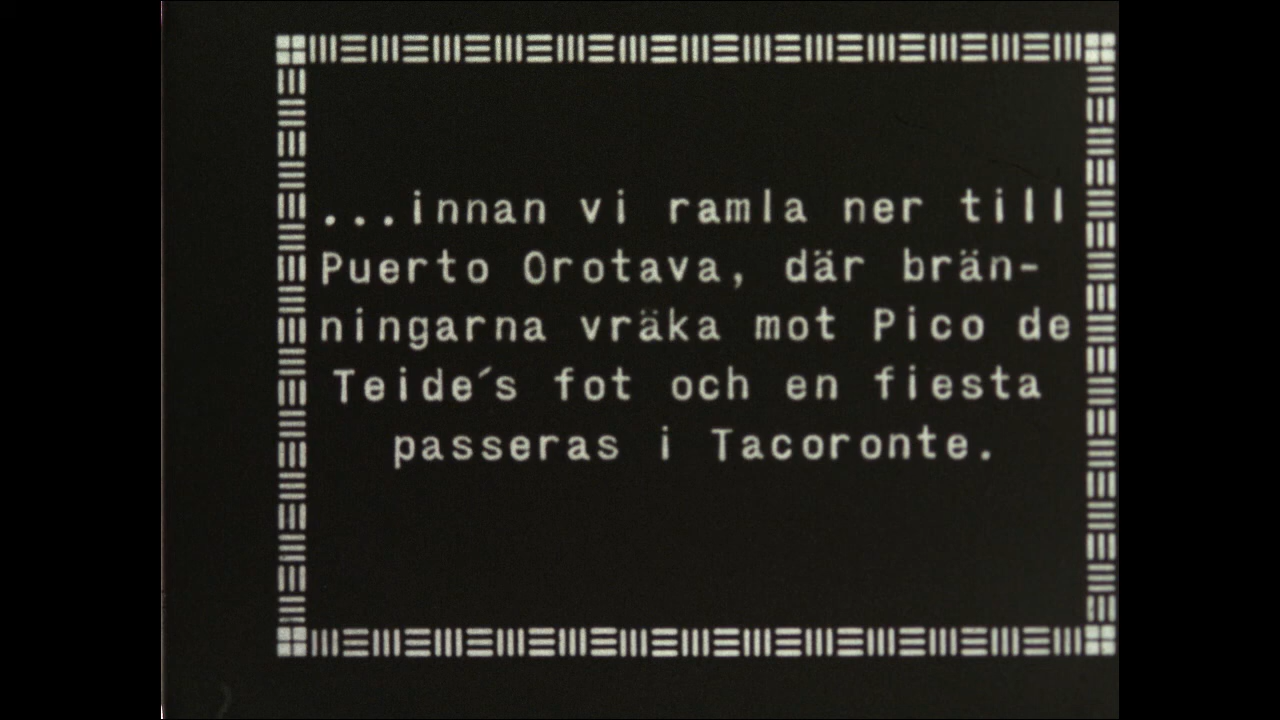 ...innan vi ramla ner till
Puerto Orotava, där brän-
ningarna vräka mot Pico de
Teide´s fot och en fiesta
passeras i Tacoronte.